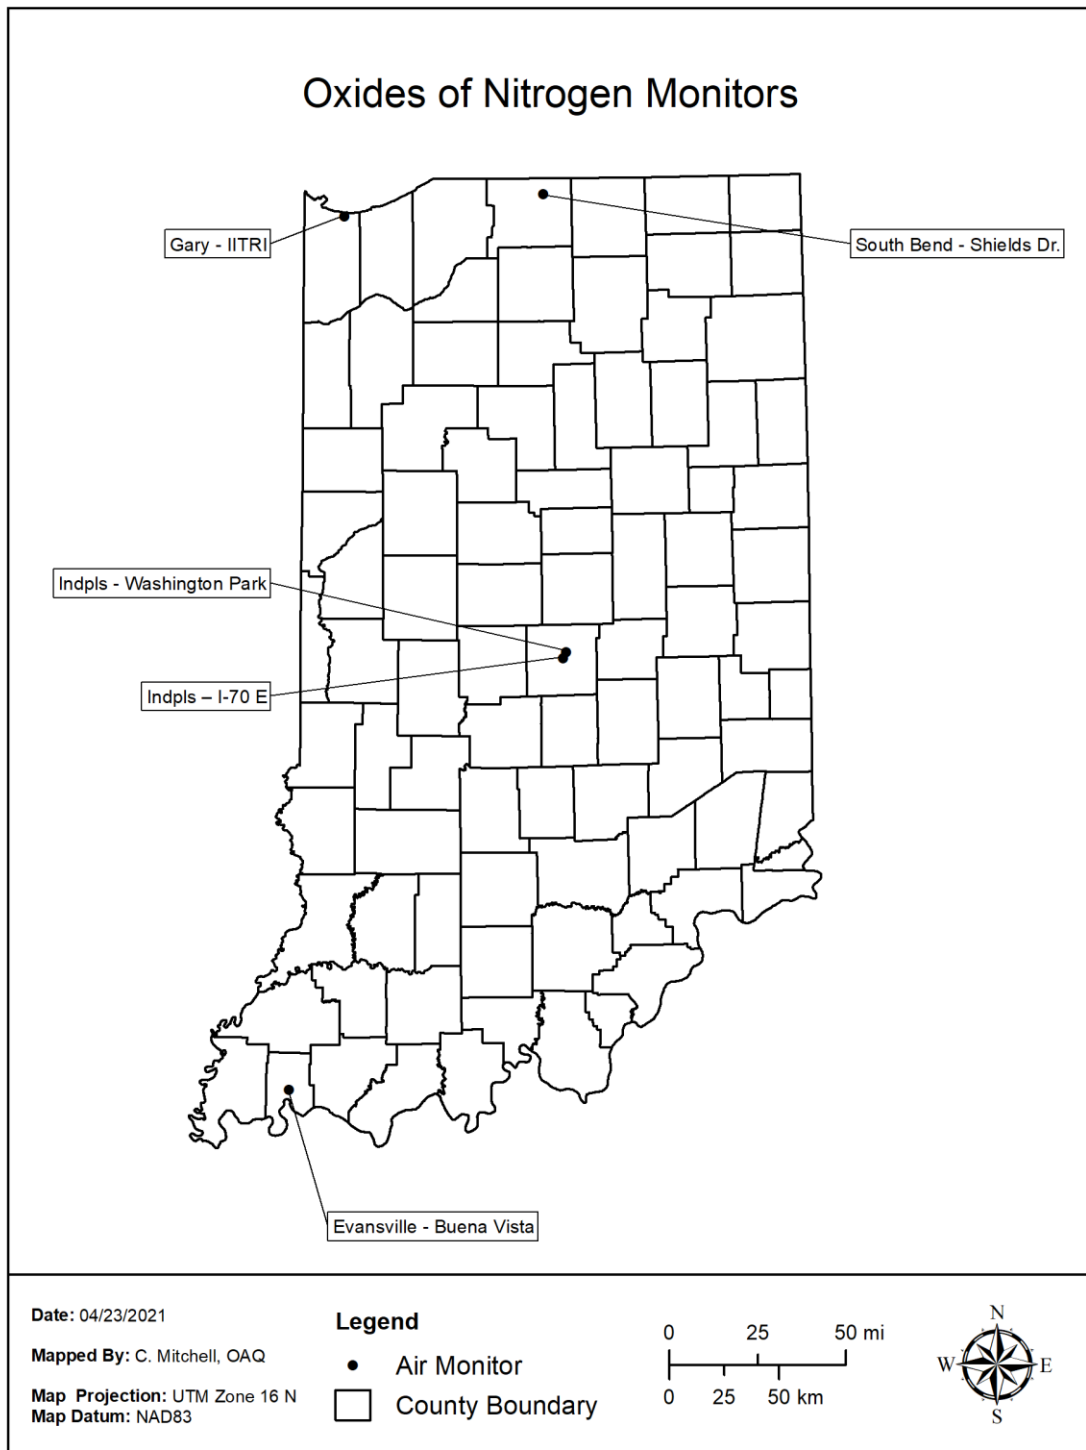 Oxides of Nitrogen Monitors
Gary - IITRI
South Bend - Shields Dr.
Indpls - Washington Park
Indpls – I-70 E
Evansville - Buena Vista
Date: 04/23/2021
Mapped By: C. Mitchell, OAQ
Map Projection: UTM Zone 16 N
Map Datum: NAD83
Legend
Air Monitor
County Boundary
0 25 50 mi
0 25 50 km
N
W E
S